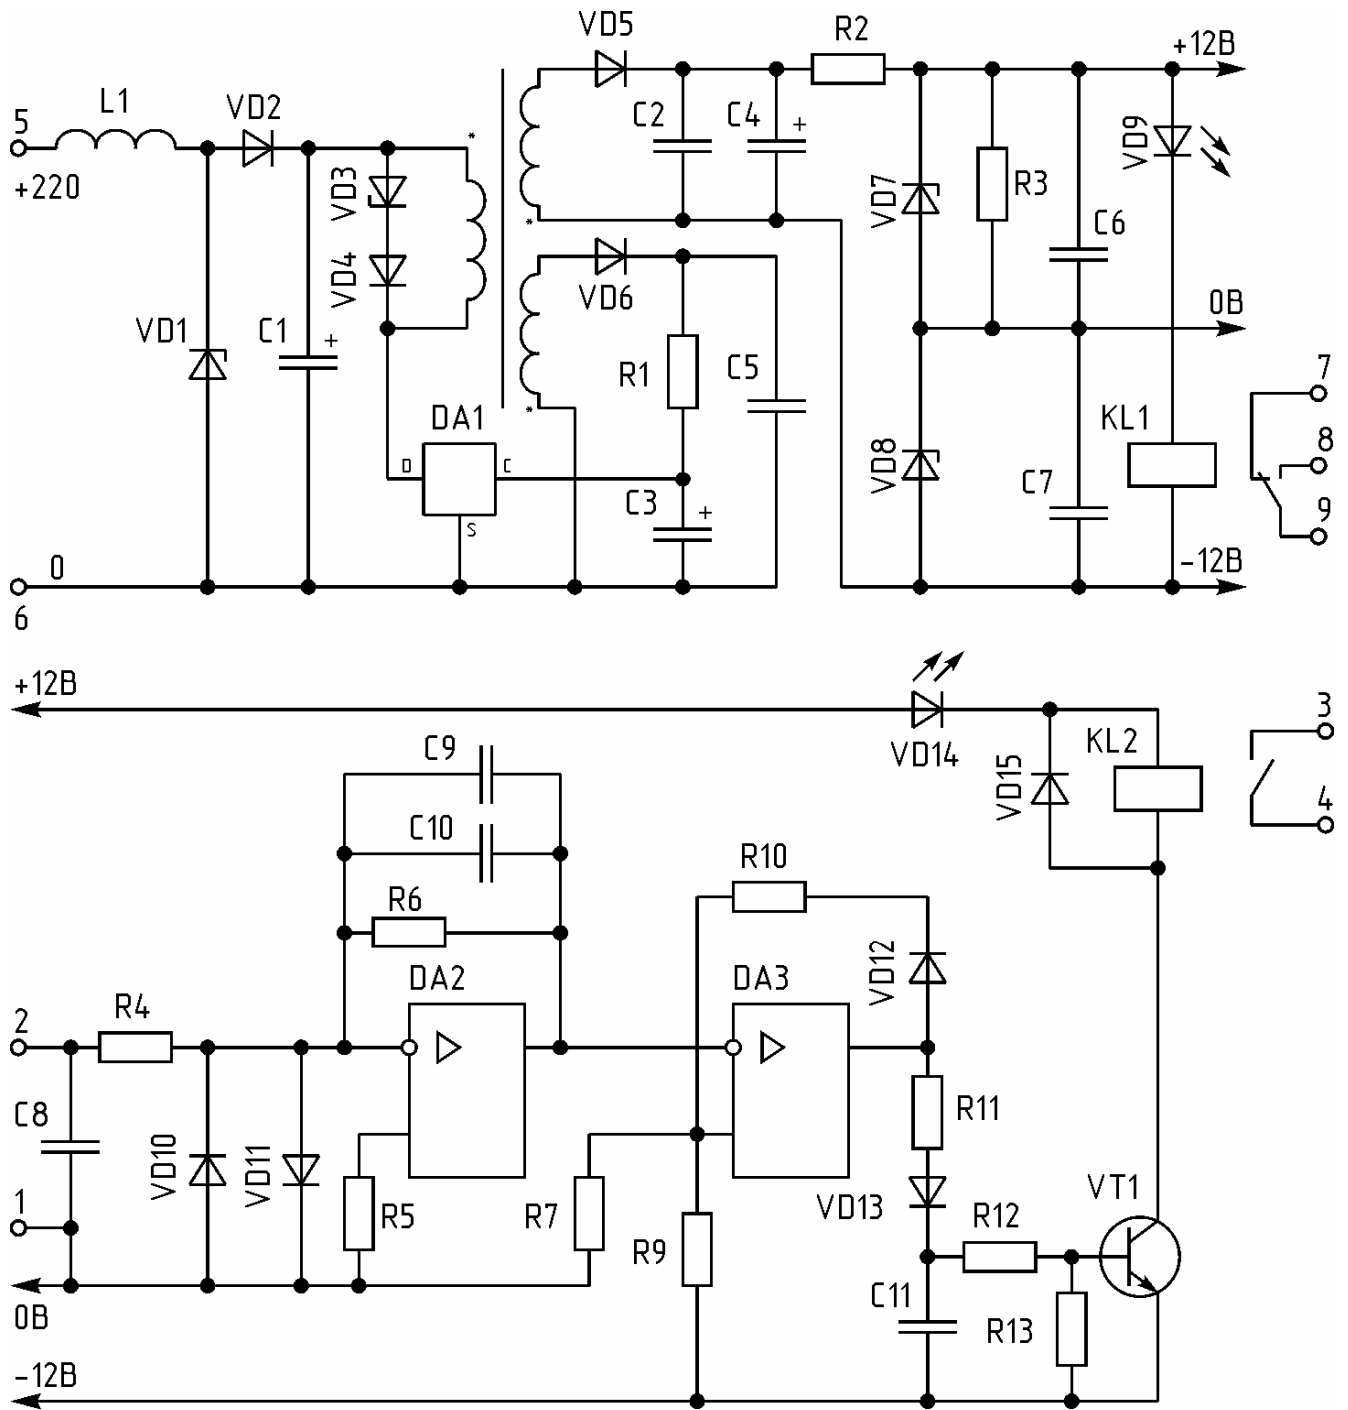 VD5
R2
+12В
5
L1
VD2
*
C2
C4
+
VD9
+220
VD3
VD7
R3
*
C6
VD4
VD6
0В
VD1
C1
+
R1
C5
7
*
DA1
KL1
8
D
C
VD8
C7
9
C3
+
S
0
-12В
6
+12В
3
C9
VD14
VD15
KL2
4
C10
R10
R6
DA2
DA3
VD12
2
R4
C8
R11
VD10
VD11
1
R5
R7
VD13
VT1
R12
R9
0В
C11
R13
-12В